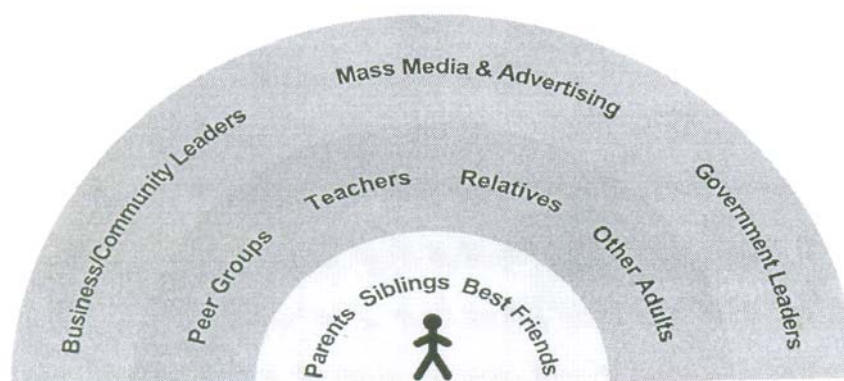 Mass Media & Advertising
Business/Community Leaders
Government Leaders
Teachers
Relatives
Peer Groups
Other Adults
Parents
Siblings
Best Friends